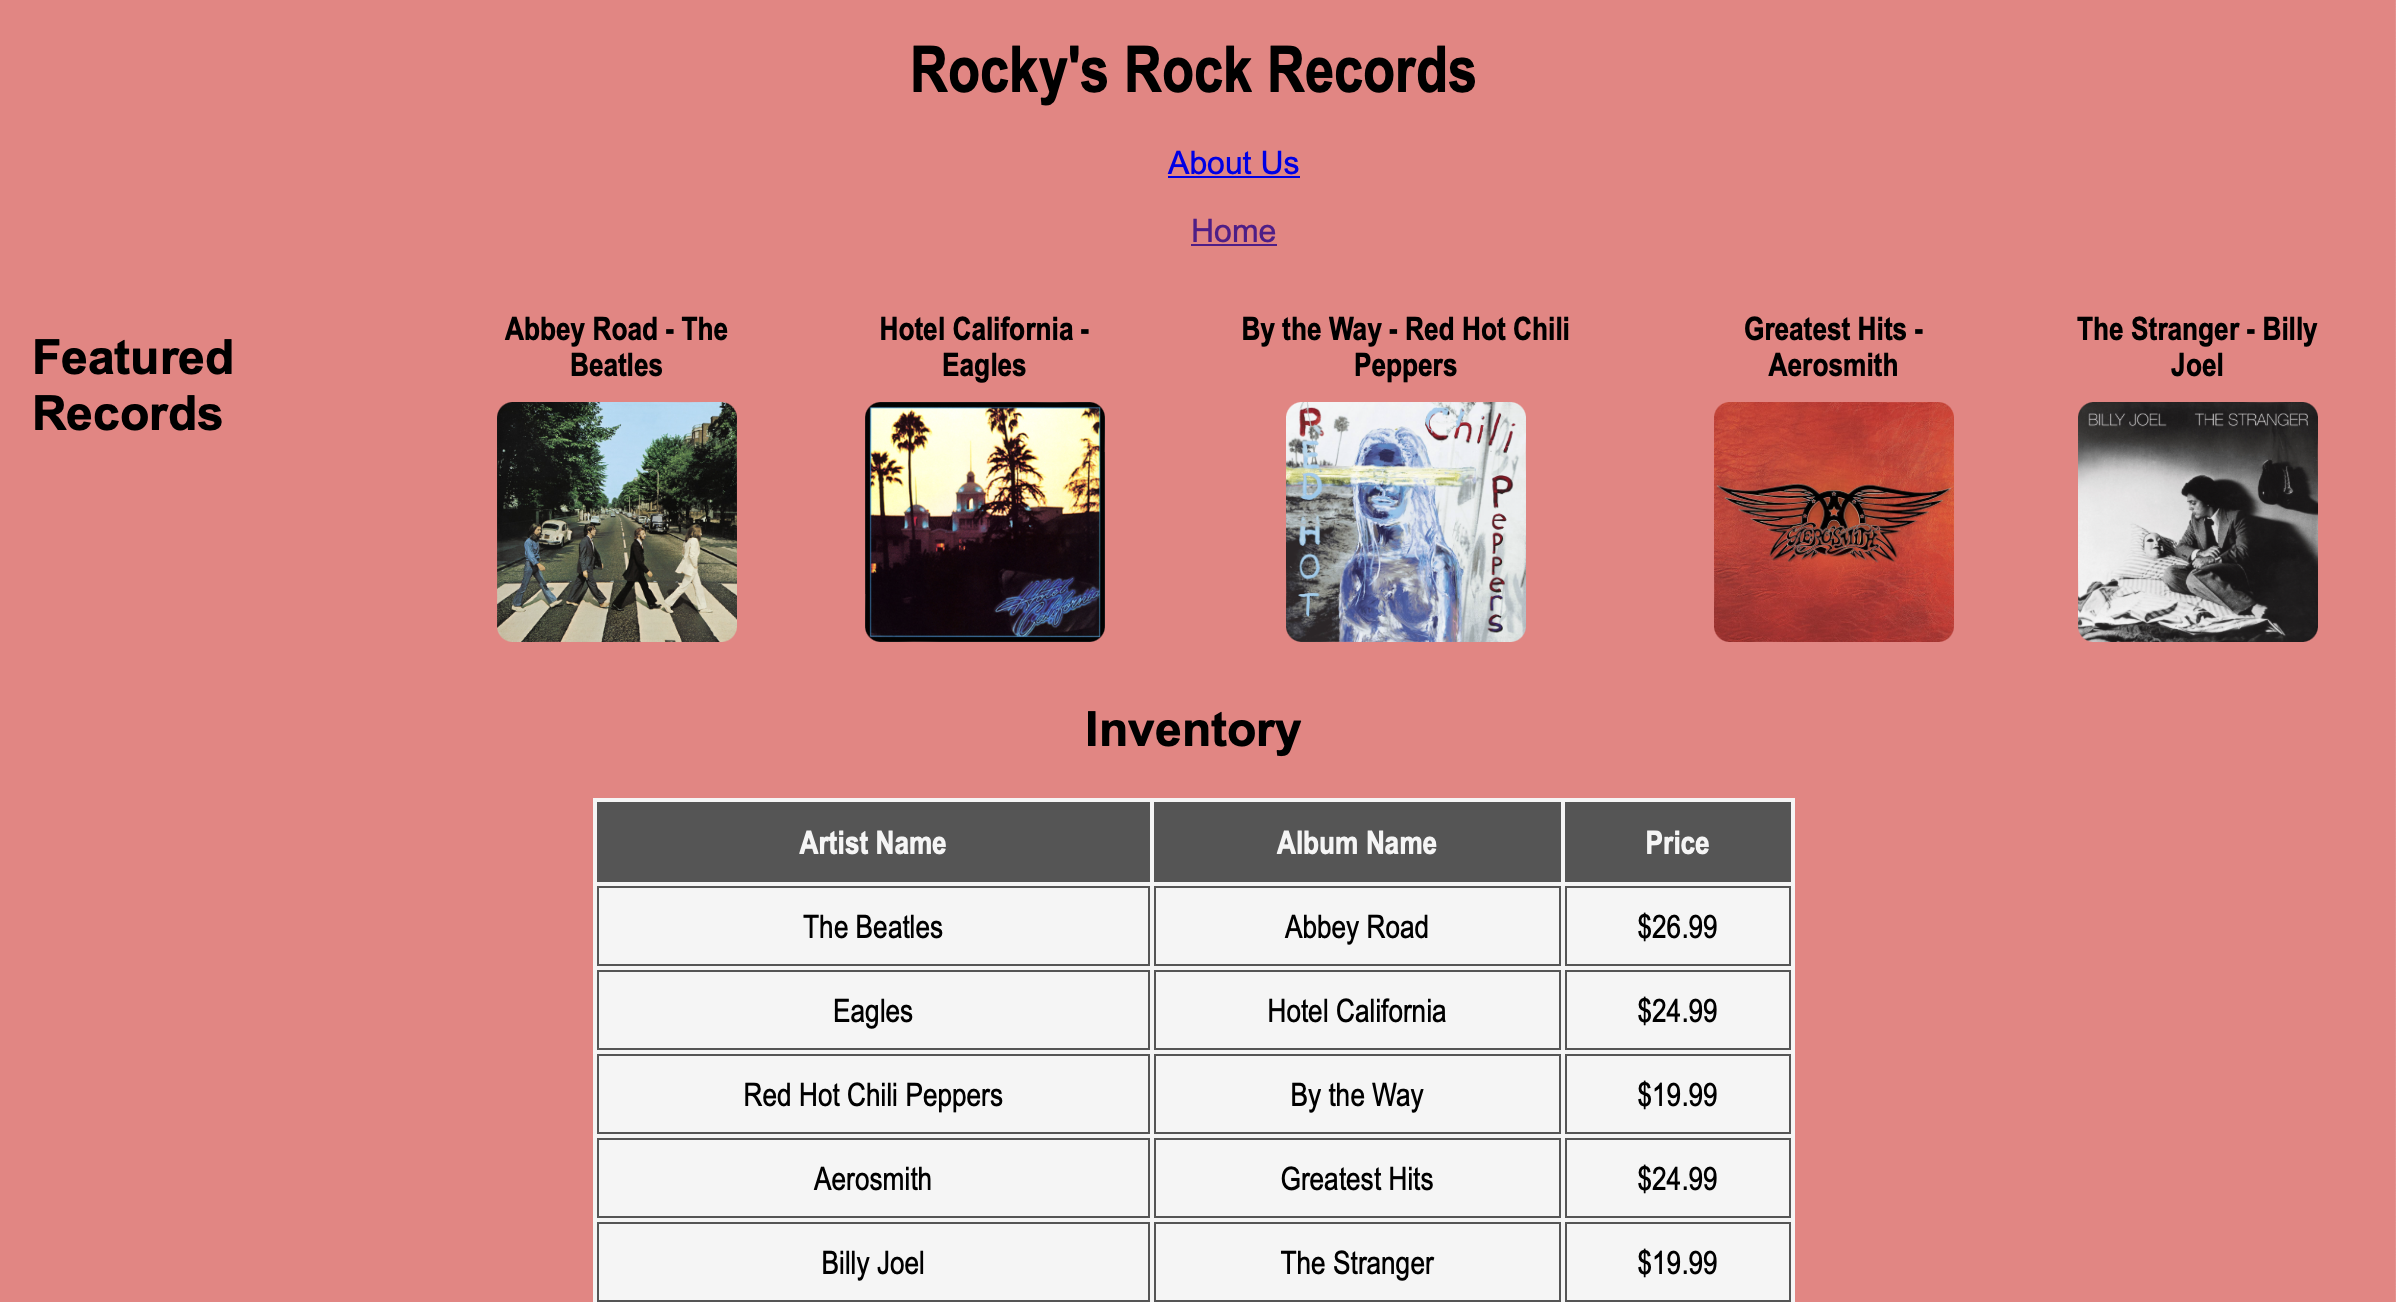 Rocky's Rock Records
About Us
Home
Featured
Records
Abbey Road - The
Beatles
Hotel California -
Eagles
Hotel
California
By the Way - Red Hot Chili
Peppers
RED HOT
Chili
Peppers
Greatest Hits -
Aerosmith
AEROSMITH
The Stranger - Billy
Joel
BILLY JOEL THE STRANGER
Inventory
Artist Name Album Name Price
The Beatles Abbey Road $26.99
Eagles Hotel California $24.99
Red Hot Chili Peppers By the Way $19.99
Aerosmith Greatest Hits $24.99
Billy Joel The Stranger $19.99